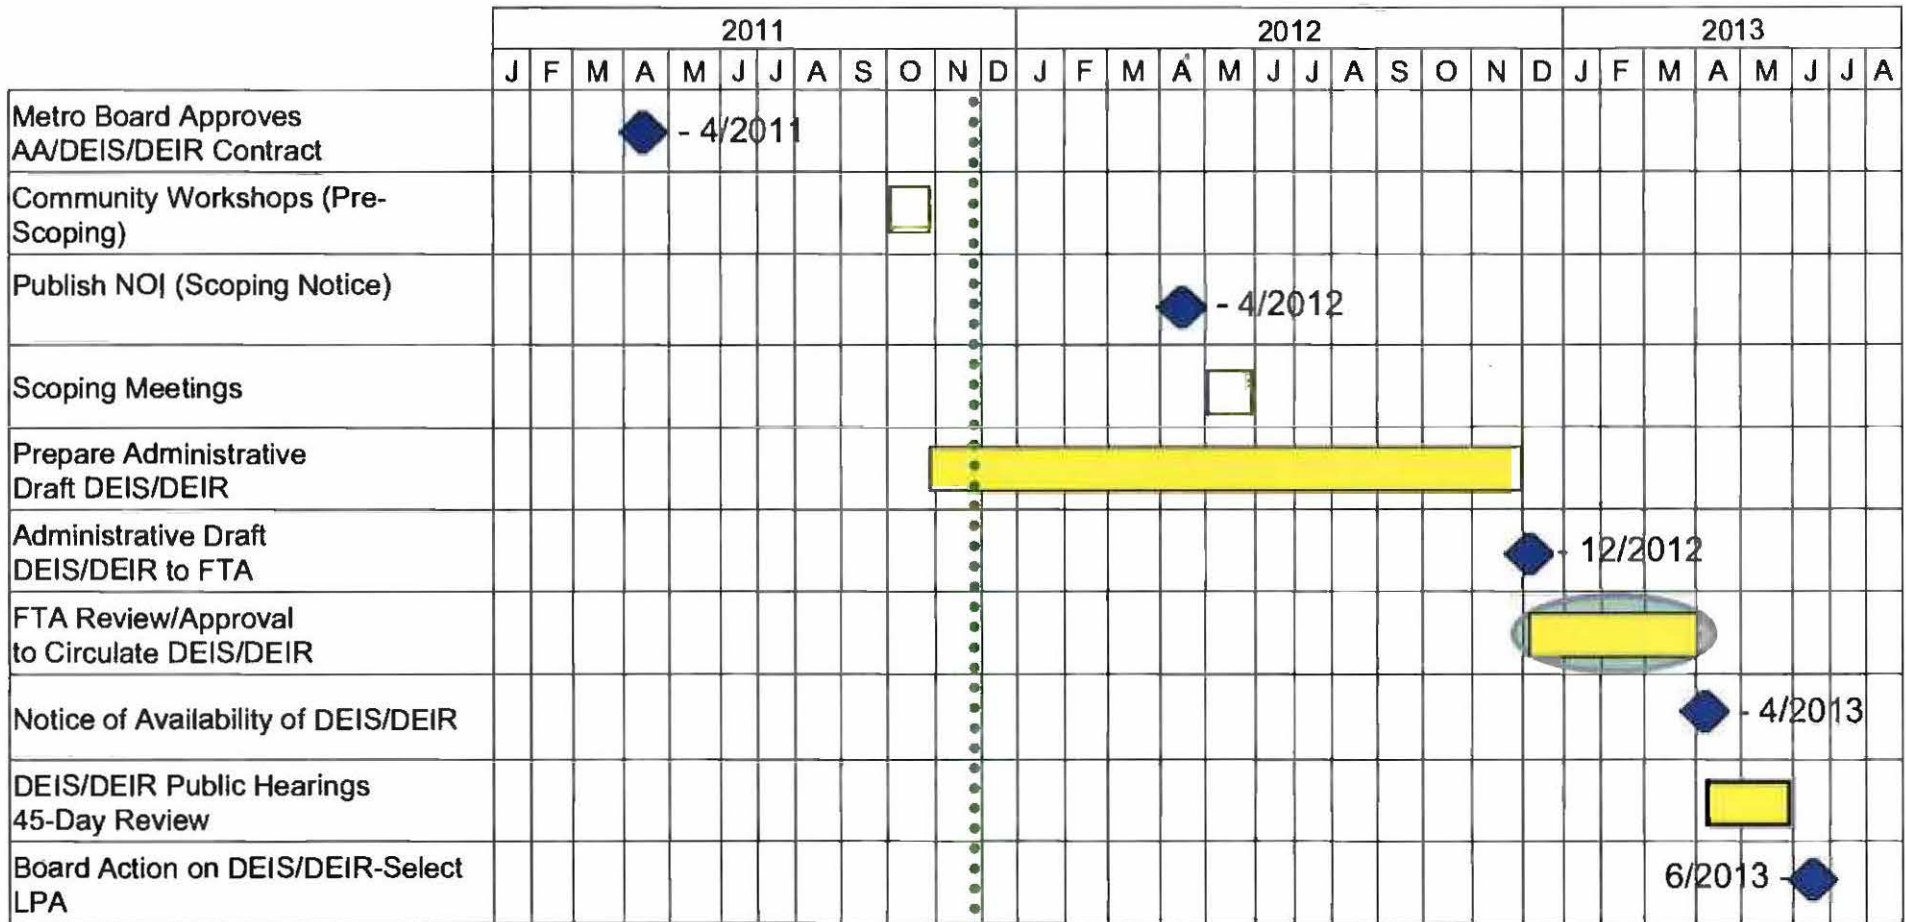 2011 2012 2013
J F M A M J J A S O N D J F M A M J J A S O N D J F M A M J J A
Metro Board Approves
AA/DEIS/DEIR Contract
- 4/2011
Community Workshops (Pre-
Scoping)
Publish NOI (Scoping Notice)
- 4/2012
Scoping Meetings
Prepare Administrative
Draft DEIS/DEIR
Administrative Draft
DEIS/DEIR to FTA
- 12/2012
FTA Review/Approval
to Circulate DEIS/DEIR
Notice of Availability of DEIS/DEIR
- 4/2013
DEIS/DEIR Public Hearings
45-Day Review
Board Action on DEIS/DEIR-Select
LPA
6/2013 -